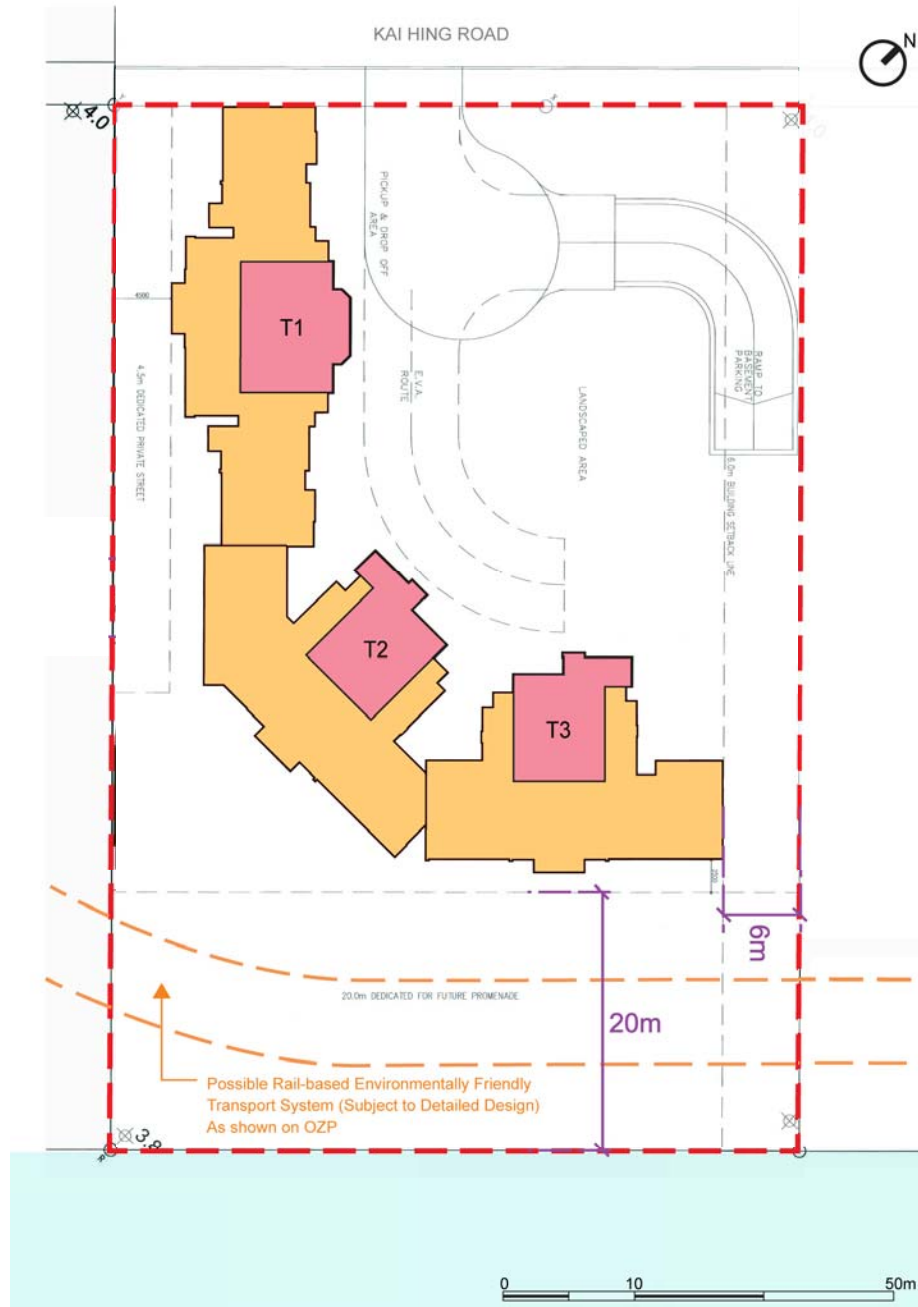 KAI HING ROAD
N
4.0
PICKUP & DROP OFF
AREA
T1
4500
4.5m DEDICATED PRIVATE STREET
E.V.A.
ROUTE
LANDSCAPED AREA
RAMP TO
BASEMENT
PARKING
6.0m BUILDING SETBACK LINE
T2
T3
6m
20.0m DEDICATED FOR FUTURE PROMENADE
20m
Possible Rail-based Environmentally Friendly
Transport System (Subject to Detailed Design)
As shown on OZP
3.8
0 10 50m